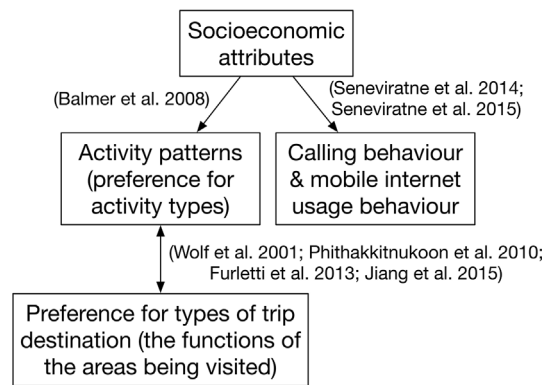 Socioeconomic
attributes
(Balmer et al. 2008)
(Seneviratne et al. 2014;
Seneviratne et al. 2015)
Activity patterns
(preference for
activity types)
Calling behaviour
& mobile internet
usage behaviour
(Wolf et al. 2001; Phithakkitnukoon et al. 2010;
Furletti et al. 2013; Jiang et al. 2015)
Preference for types of trip
destination (the functions of
the areas being visited)